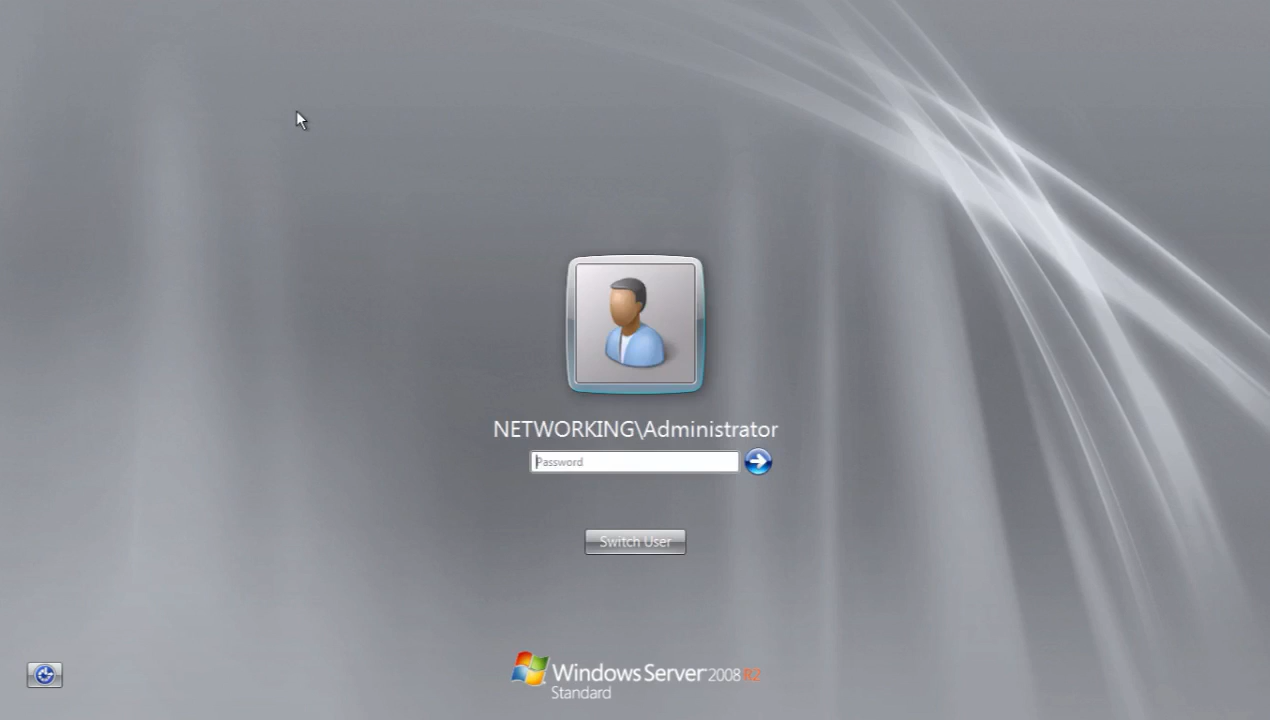 NETWORKING\Administrator
Password
Switch User
Windows Server 2008 R2
Standard